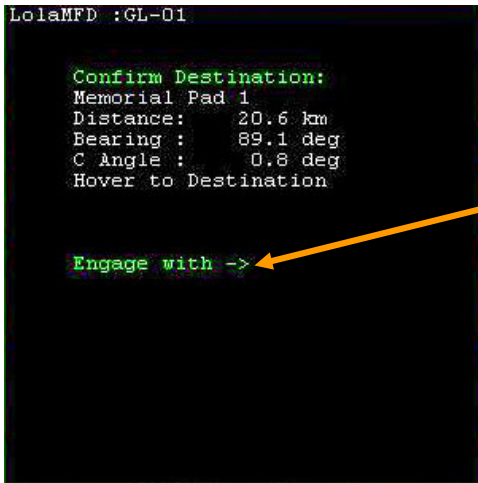 LolaMFD :GL-01
Confirm Destination:
Memorial Pad 1
Distance: 20.6 km
Bearing : 89.1 deg
C Angle : 0.8 deg
Hover to Destination
Engage with ->